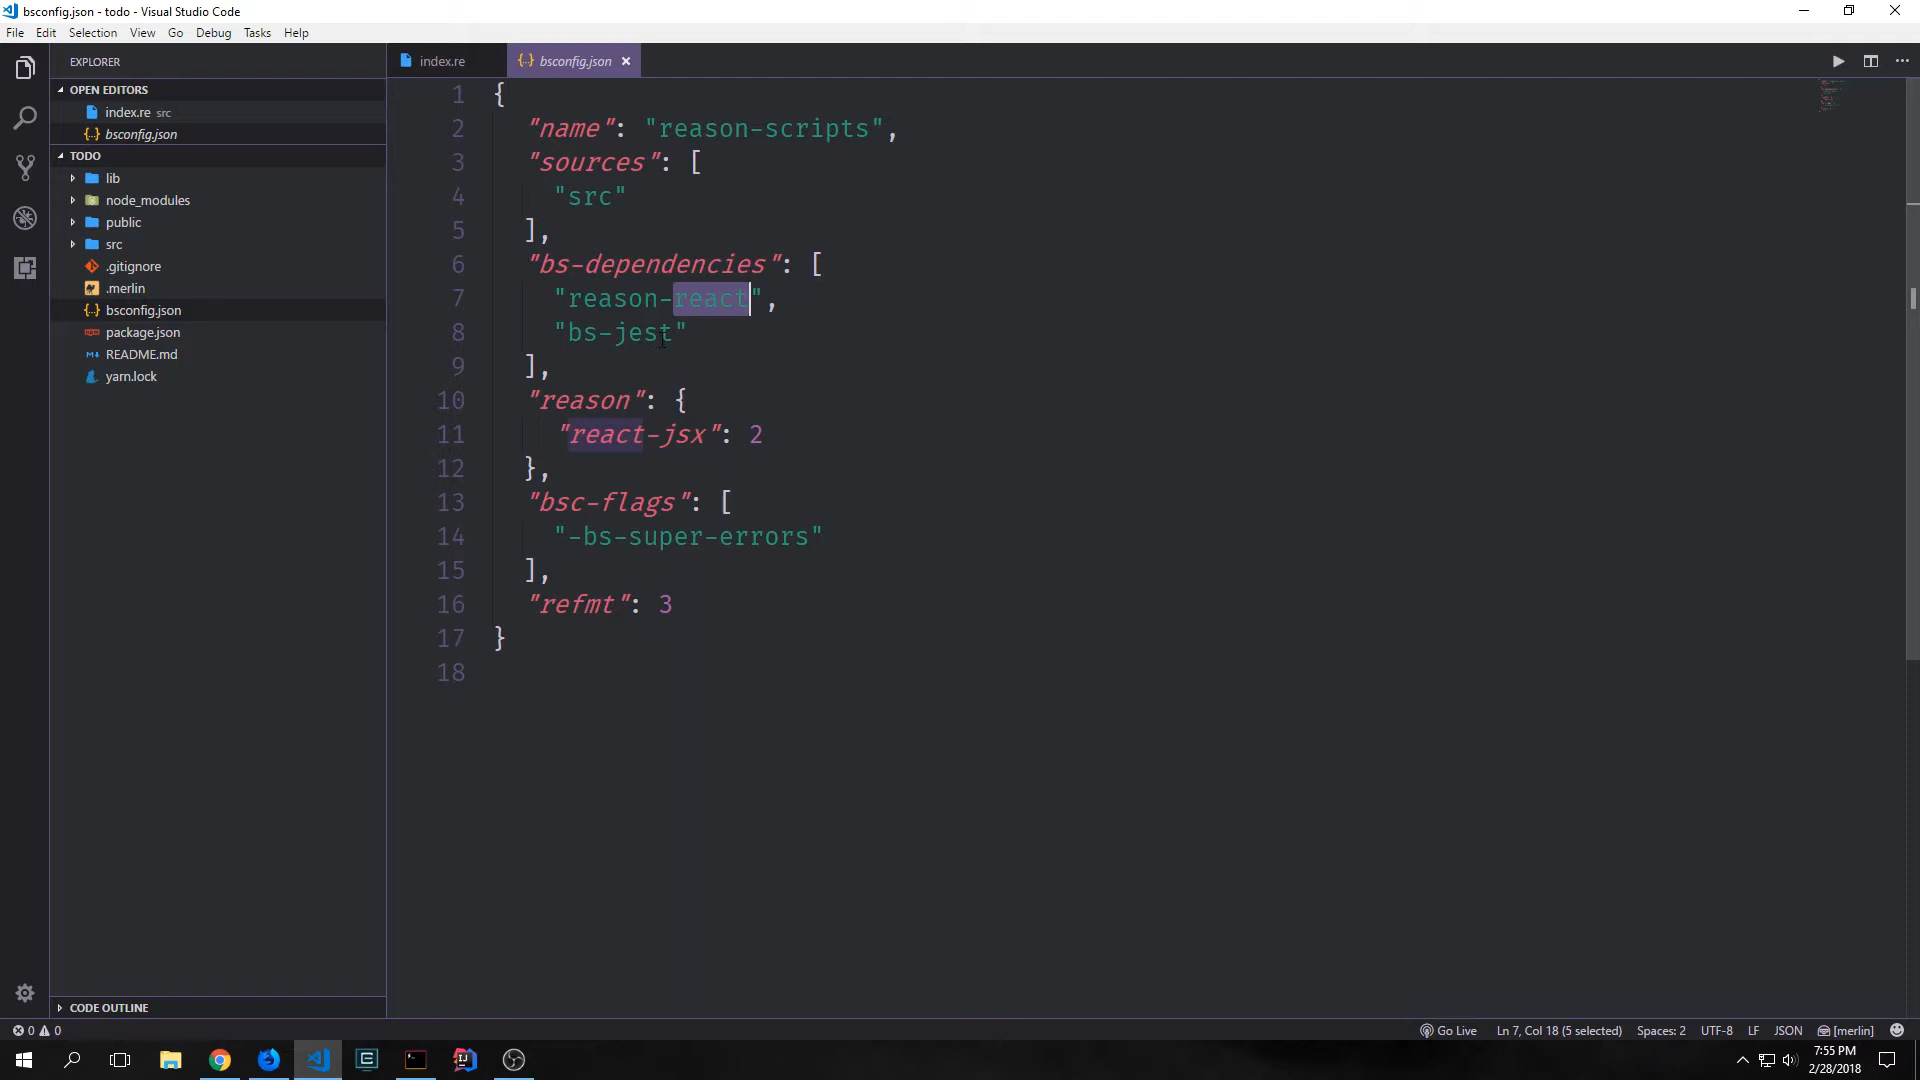 bsconfig.json - todo - Visual Studio Code
File Edit Selection View Go Debug Tasks Help
EXPLORER
OPEN EDITORS
index.re src
bsconfig.json
TODO
lib
node_modules
public
src
.gitignore
.merlin
bsconfig.json
package.json
README.md
yarn.lock
CODE OUTLINE
index.re
bsconfig.json
1 {
2 "name": "reason-scripts",
3 "sources": [
4 "src"
5 ],
6 "bs-dependencies": [
7 "reason-react",
8 "bs-jest"
9 ],
10 "reason": {
11 "react-jsx": 2
12 },
13 "bsc-flags": [
14 "-bs-super-errors"
15 ],
16 "refmt": 3
17 }
18
0 0
Go Live Ln 7, Col 18 (5 selected) Spaces: 2 UTF-8 LF JSON [merlin]
7:55 PM
2/28/2018